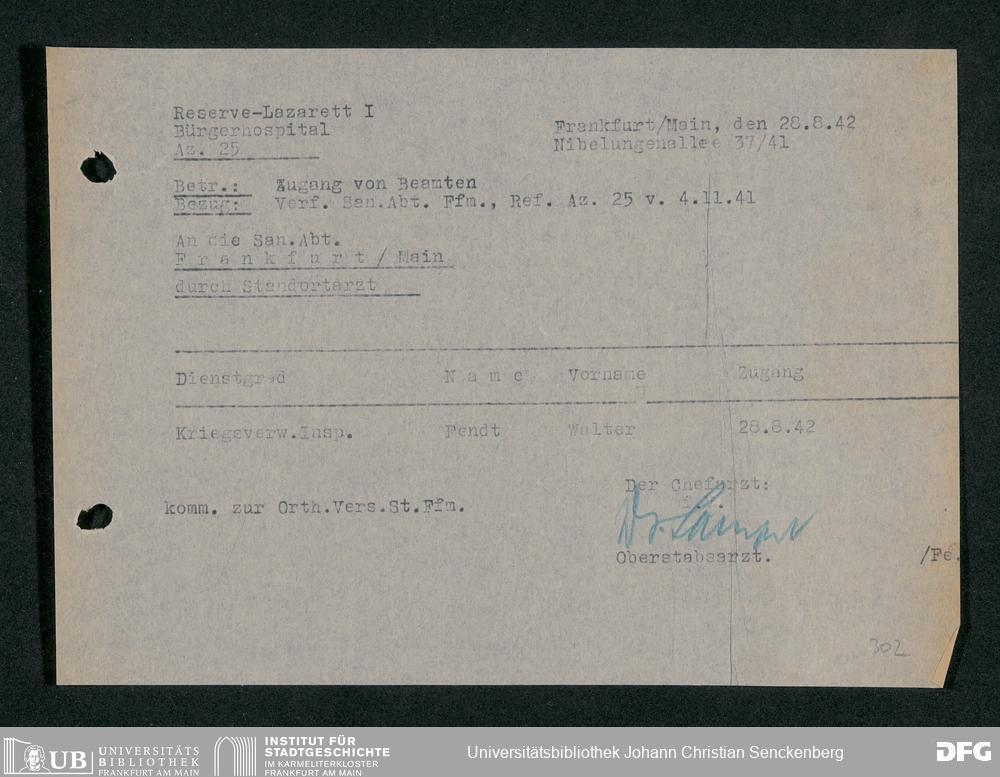 Reserve-Lazarett I
Bürgerhospital
Az. 25
Frankfurt/Main, den 28.8.42
Nibelungenallee 37/41
Betr.: Zugang von Beamten
Bezug: Verf. San.Abt. Ffm., Ref. Az. 25 v. 4.11.41
An die San.Abt.
F r a n k f u r t / Main
durch Standortarzt
Dienstgrad N a m e Vorname Zugang
Kriegsverw.Insp. Fendt Walter 28.8.42
Der Chefarzt:
komm. zur Orth.Vers.St.Ffm.
Dr.
Oberstabsarzt. /Fe.
302
UB UNIVERSITÄTS
BIBLIOTHEK
FRANKFURT AM MAIN
INSTITUT FÜR
STADTGESCHICHTE
IM KARMELITERKLOSTER
FRANKFURT AM MAIN
Universitätsbibliothek Johann Christian Senckenberg
DFG